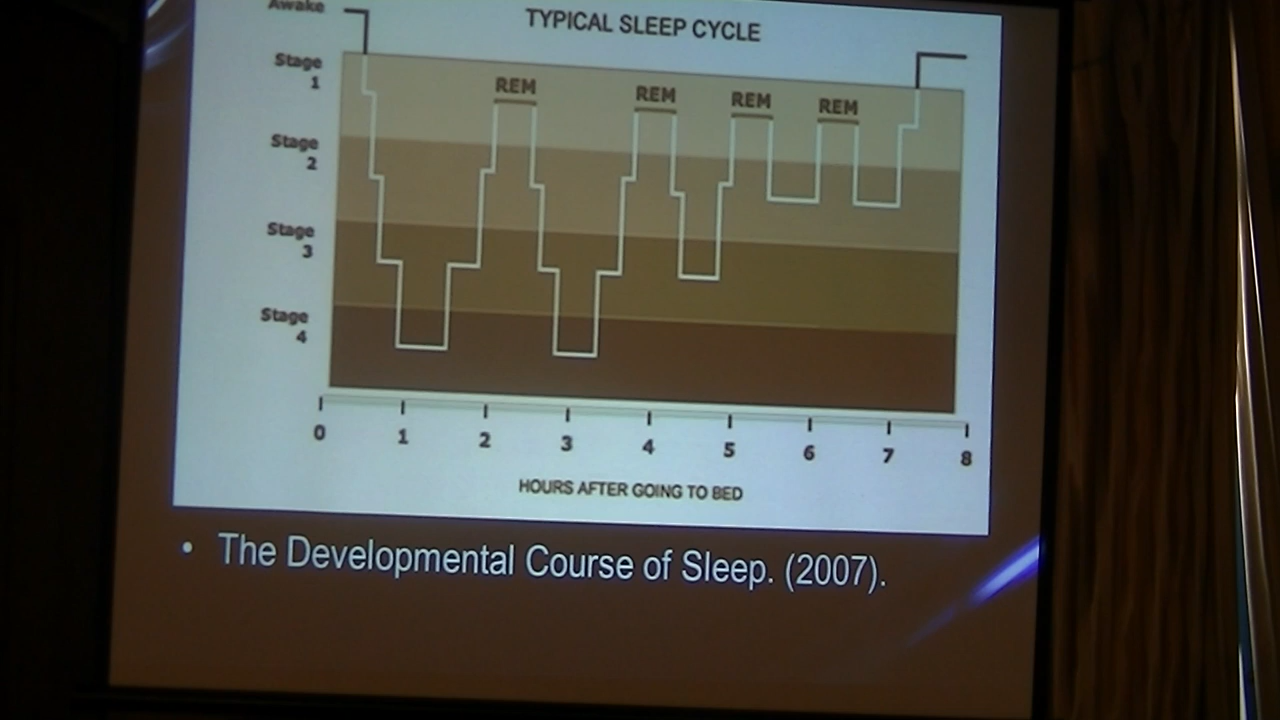 Awake
TYPICAL SLEEP CYCLE
Stage
1
REM
REM
REM
REM
Stage
2
Stage
3
Stage
4
0 1 2 3 4 5 6 7 8
HOURS AFTER GOING TO BED
• The Developmental Course of Sleep. (2007).